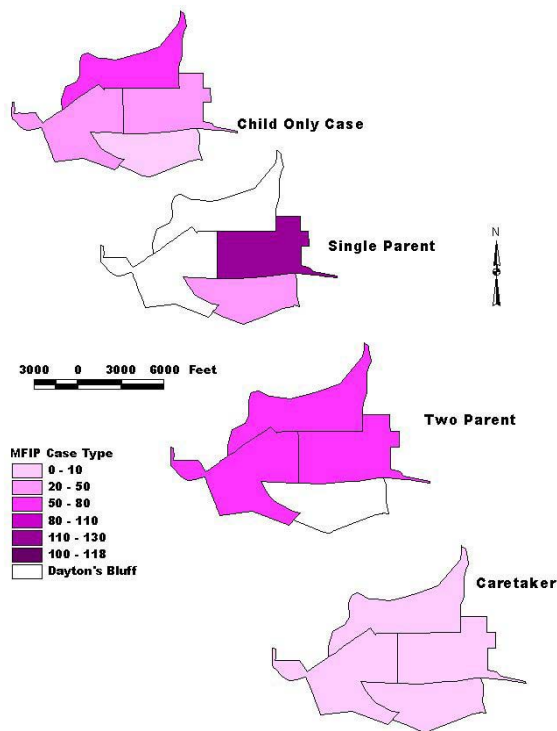 Child Only Case
Single Parent
N
3000 0 3000 6000 Feet
Two Parent
MFIP Case Type
0 - 10
20 - 50
50 - 80
80 - 110
110 - 130
100 - 118
Dayton's Bluff
Caretaker